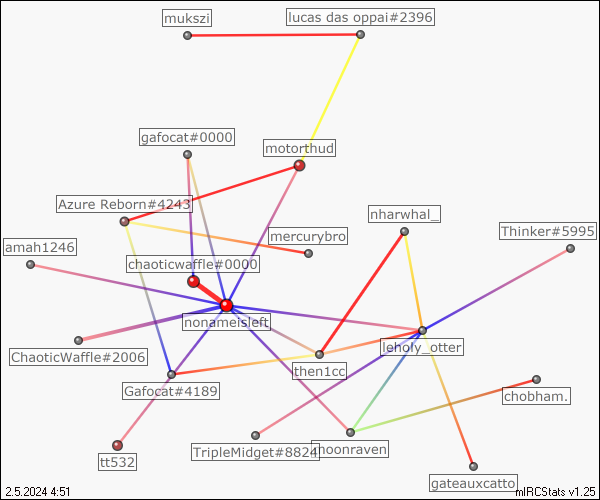 mukszi
lucas das oppai#2396
gafocat#0000
motorthud
Azure Reborn#4243
nharwhal_
Thinker#5995
mercurybro
amah1246
chaoticwaffle#0000
nonameisleft
leholy_otter
ChaoticWaffle#2006
then1cc
Gafocat#4189
chobham.
TripleMidget#8824
noonraven
tt532
gateauxcatto
2.5.2024 4:51
mIRCStats v1.25